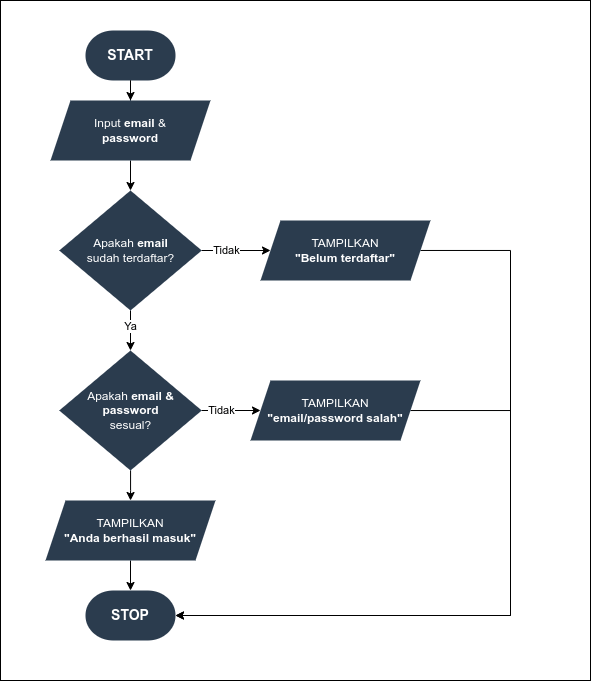 START
Input email &
password
Apakah email
sudah terdaftar?
Tidak
TAMPILKAN
"Belum terdaftar"
Ya
Apakah email &
password
sesual?
Tidak
TAMPILKAN
"email/password salah"
TAMPILKAN
"Anda berhasil masuk"
STOP